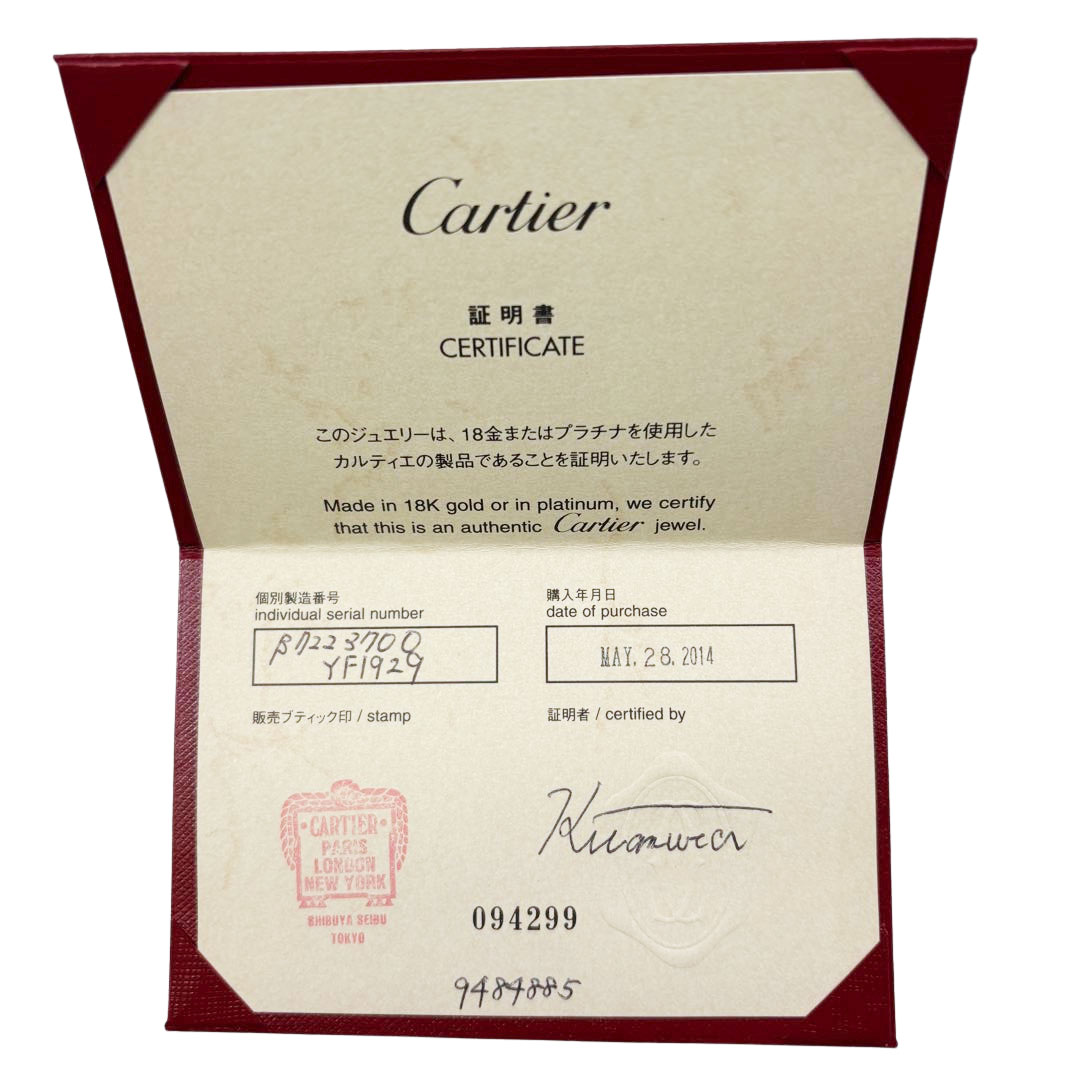 Cartier
証明書
CERTIFICATE
このジュエリーは、18金またはプラチナを使用した
カルティエの製品であることを証明いたします。
Made in 18K gold or in platinum, we certify
that this is an authentic Cartier jewel.
個別製造番号
individual serial number
B7223700
YF1929
購入年月日
date of purchase
MAY. 28. 2014
販売ブティック印 / stamp
証明者 / certified by
CARTIER
PARIS
LONDON
NEW YORK
SHIBUYA SEIBU
TOKYO
094299
9484885